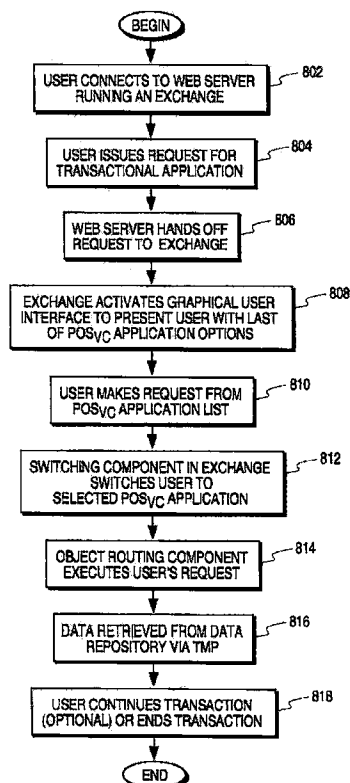 BEGIN
USER CONNECTS TO WEB SERVER
RUNNING AN EXCHANGE
802
USER ISSUES REQUEST FOR
TRANSACTIONAL APPLICATION
804
WEB SERVER HANDS OFF
REQUEST TO EXCHANGE
806
EXCHANGE ACTIVATES GRAPHICAL USER
INTERFACE TO PRESENT USER WITH LAST
OF POSVC APPLICATION OPTIONS
808
USER MAKES REQUEST FROM
POSVC APPLICATION LIST
810
SWITCHING COMPONENT IN EXCHANGE
SWITCHES USER TO
SELECTED POSVC APPLICATION
812
OBJECT ROUTING COMPONENT
EXECUTES USER'S REQUEST
814
DATA RETRIEVED FROM DATA
REPOSITORY VIA TMP
816
USER CONTINUES TRANSACTION
(OPTIONAL) OR ENDS TRANSACTION
818
END